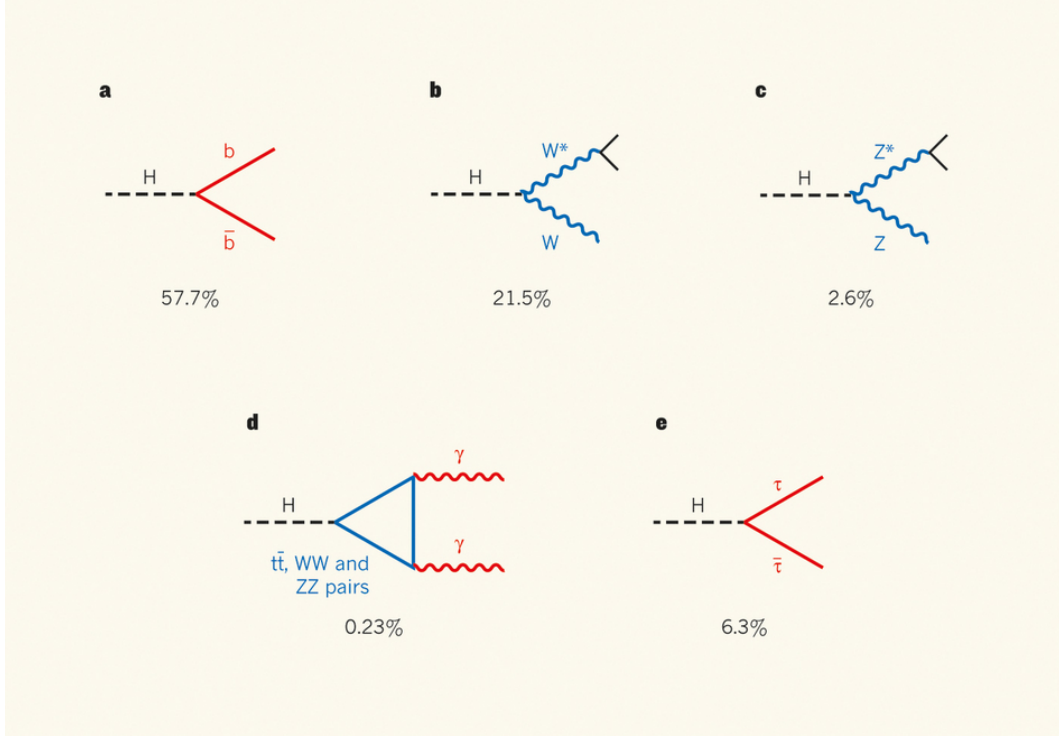 a
b
H
b̄
57.7%
b
W*
H
W
21.5%
c
Z*
H
Z
2.6%
d
γ
H
γ
tt̄, WW and
ZZ pairs
0.23%
e
τ
H
τ̄
6.3%